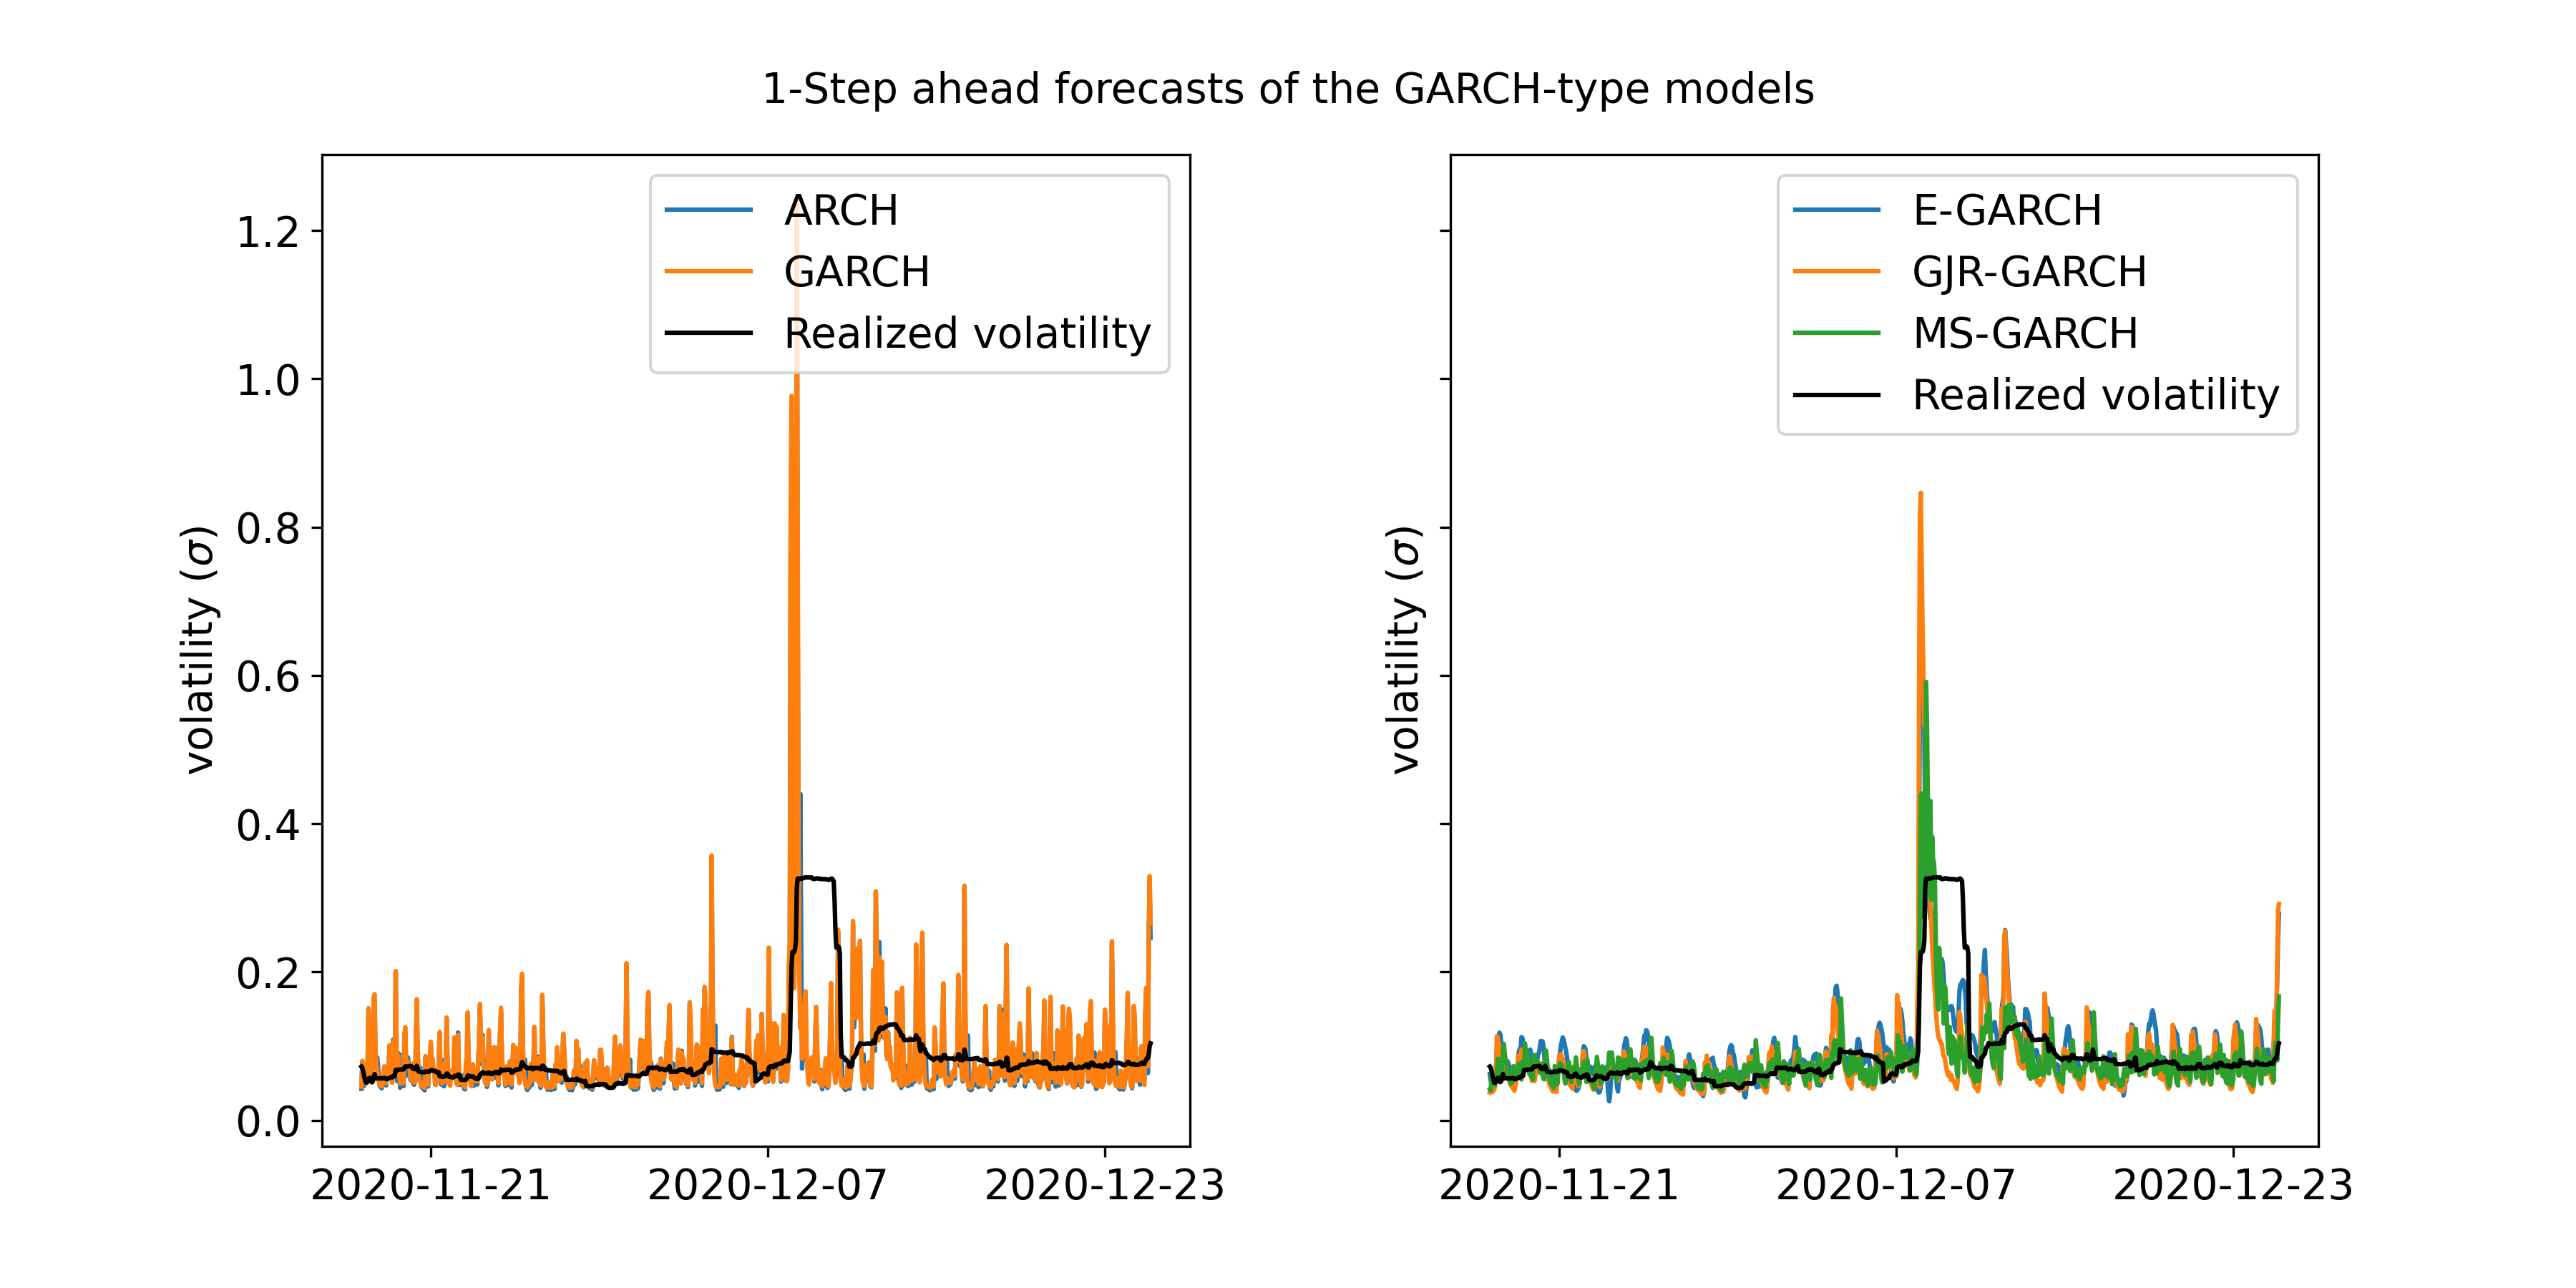 1-Step ahead forecasts of the GARCH-type models
volatility (σ)
1.2
1.0
0.8
0.6
0.4
0.2
0.0
ARCH
GARCH
Realized volatility
2020-11-21 2020-12-07 2020-12-23
volatility (σ)
E-GARCH
GJR-GARCH
MS-GARCH
Realized volatility
2020-11-21 2020-12-07 2020-12-23